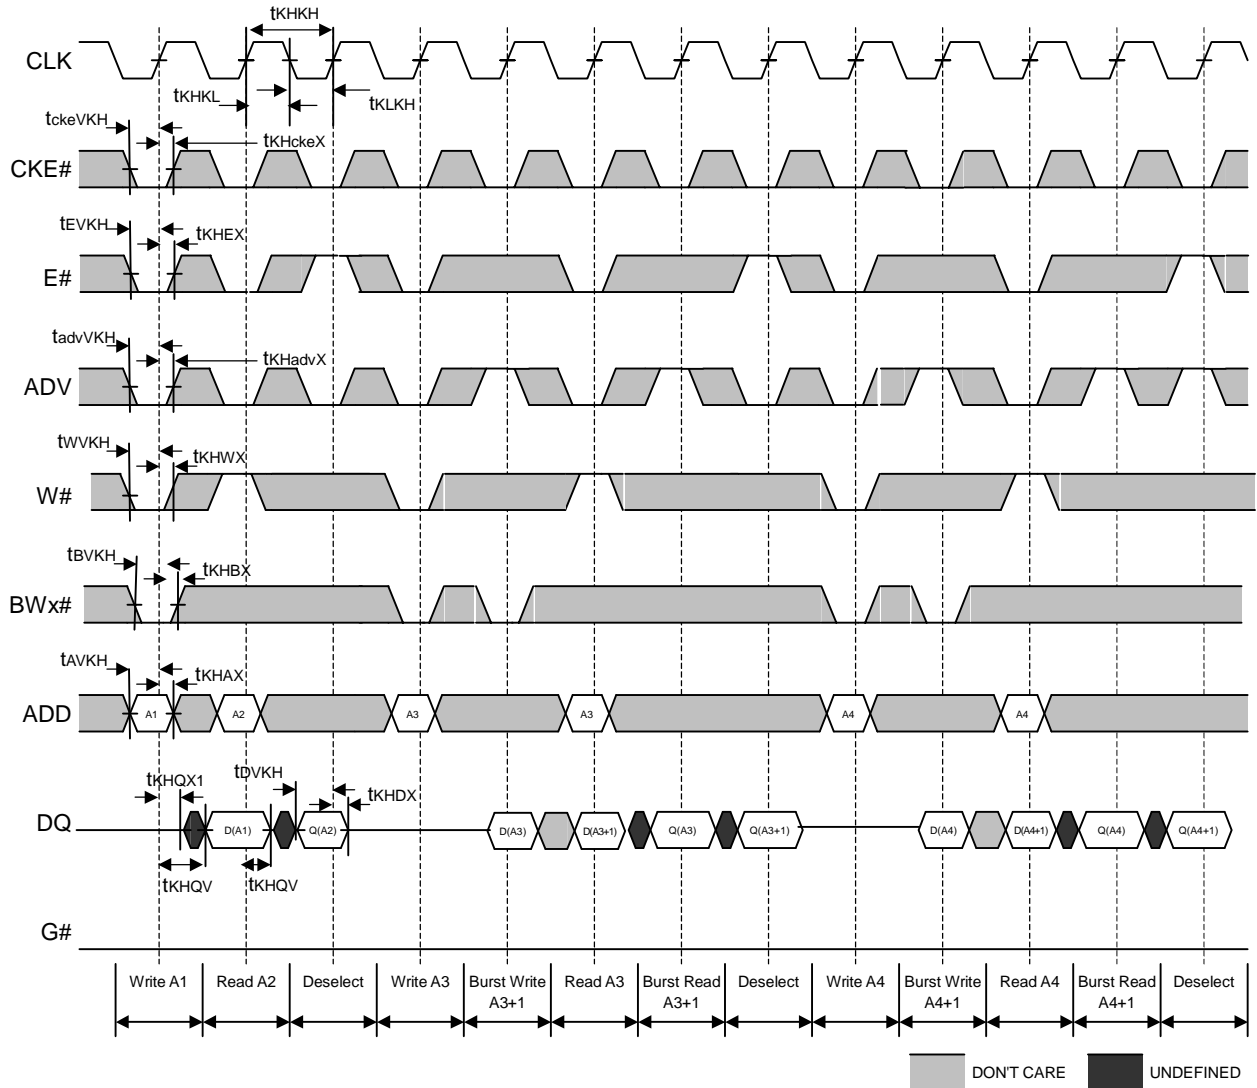 tKHKH
CLK
tKHKL
tKLKH
tckeVKH
tKHckeX
CKE#
tEVKH
tKHEX
E#
tadvVKH
tKHadvX
ADV
tWVKH
tKHWX
W#
tBVKH
tKHBX
BWx#
tAVKH
tKHAX
ADD
A1
A2
A3
A3
A4
A4
tKHQX1
tDVKH
tKHDX
DQ
D(A1)
Q(A2)
D(A3)
D(A3+1)
Q(A3)
Q(A3+1)
D(A4)
D(A4+1)
Q(A4)
Q(A4+1)
tKHQV
tKHQV
G#
Write A1
Read A2
Deselect
Write A3
Burst Write
A3+1
Read A3
Burst Read
A3+1
Deselect
Write A4
Burst Write
A4+1
Read A4
Burst Read
A4+1
Deselect
DON'T CARE
UNDEFINED